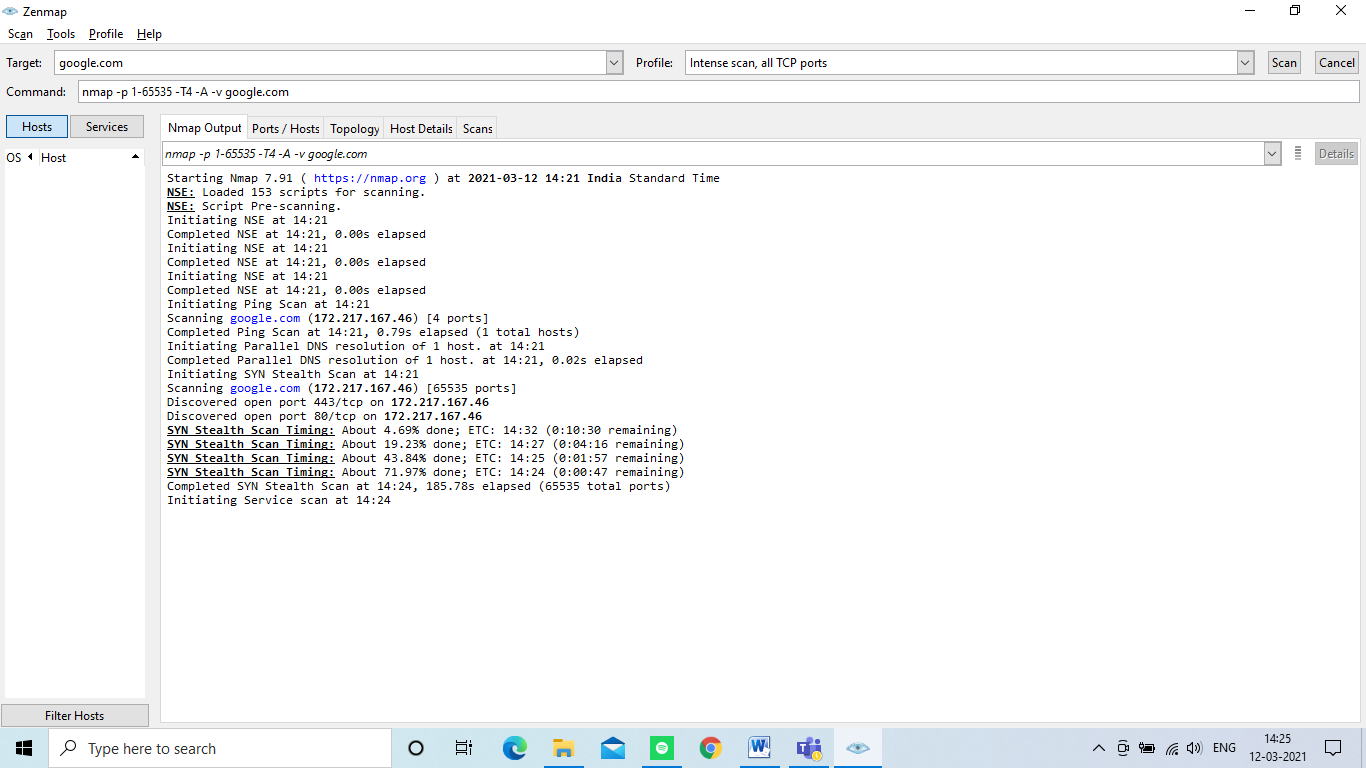 Zenmap
Scan Tools Profile Help
Target: google.com Profile: Intense scan, all TCP ports Scan Cancel
Command: nmap -p 1-65535 -T4 -A -v google.com
Hosts Services
Nmap Output Ports / Hosts Topology Host Details Scans
OS Host
nmap -p 1-65535 -T4 -A -v google.com Details
Starting Nmap 7.91 ( https://nmap.org ) at 2021-03-12 14:21 India Standard Time
NSE: Loaded 153 scripts for scanning.
NSE: Script Pre-scanning.
Initiating NSE at 14:21
Completed NSE at 14:21, 0.00s elapsed
Initiating NSE at 14:21
Completed NSE at 14:21, 0.00s elapsed
Initiating NSE at 14:21
Completed NSE at 14:21, 0.00s elapsed
Initiating Ping Scan at 14:21
Scanning google.com (172.217.167.46) [4 ports]
Completed Ping Scan at 14:21, 0.79s elapsed (1 total hosts)
Initiating Parallel DNS resolution of 1 host. at 14:21
Completed Parallel DNS resolution of 1 host. at 14:21, 0.02s elapsed
Initiating SYN Stealth Scan at 14:21
Scanning google.com (172.217.167.46) [65535 ports]
Discovered open port 443/tcp on 172.217.167.46
Discovered open port 80/tcp on 172.217.167.46
SYN Stealth Scan Timing: About 4.69% done; ETC: 14:32 (0:10:30 remaining)
SYN Stealth Scan Timing: About 19.23% done; ETC: 14:27 (0:04:16 remaining)
SYN Stealth Scan Timing: About 43.84% done; ETC: 14:25 (0:01:57 remaining)
SYN Stealth Scan Timing: About 71.97% done; ETC: 14:24 (0:00:47 remaining)
Completed SYN Stealth Scan at 14:24, 185.78s elapsed (65535 total ports)
Initiating Service scan at 14:24
Filter Hosts
Type here to search
ENG
14:25
12-03-2021